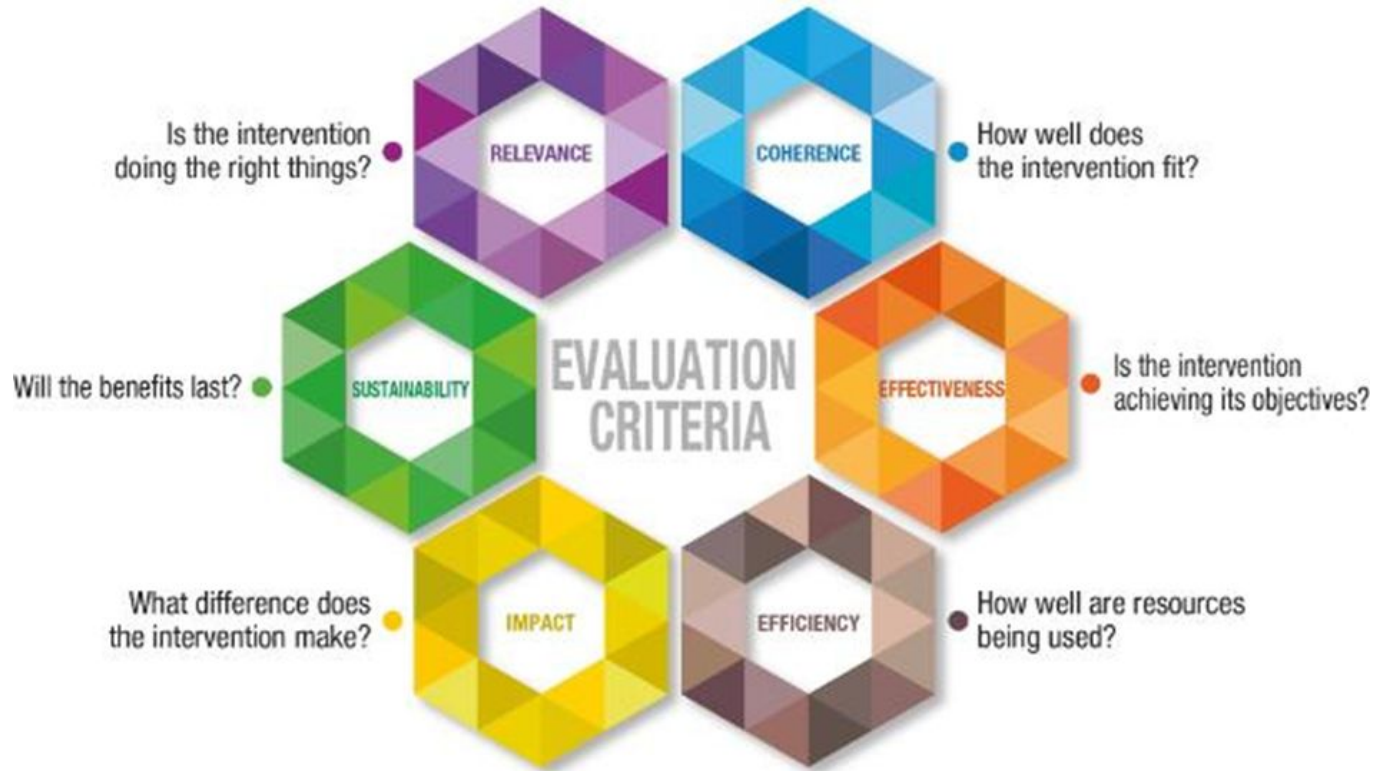 Is the intervention
doing the right things?
RELEVANCE
COHERENCE
How well does
the intervention fit?
Will the benefits last?
SUSTAINABILITY
EVALUATION
CRITERIA
EFFECTIVENESS
Is the intervention
achieving its objectives?
What difference does
the intervention make?
IMPACT
EFFICIENCY
How well are resources
being used?